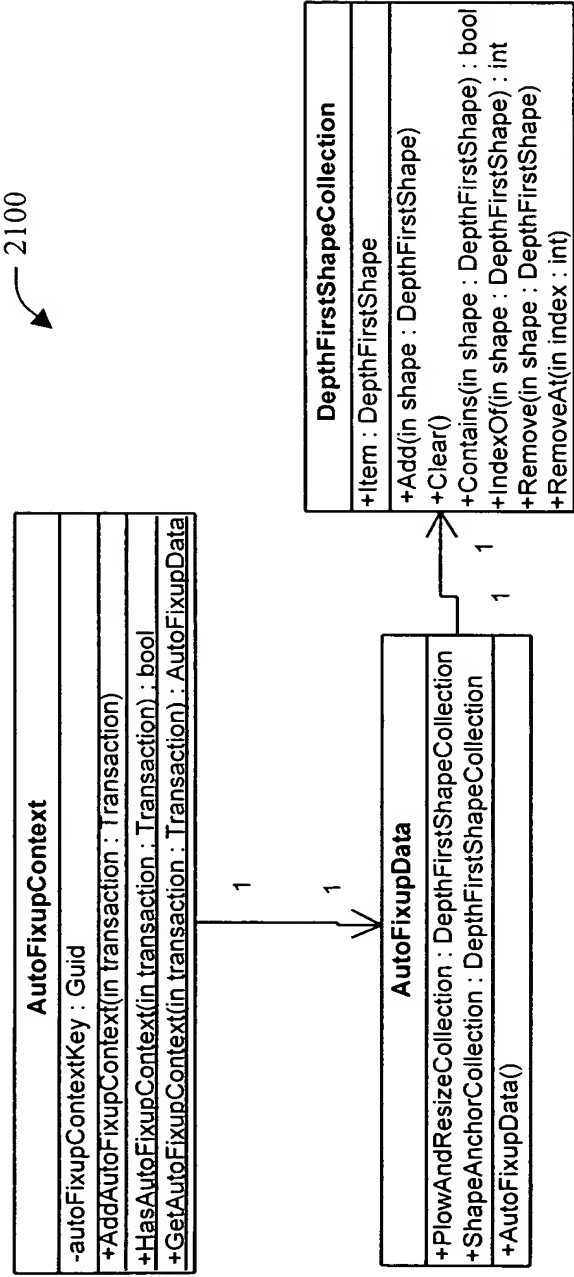 2100
AutoFixupContext
-autoFixupContextKey : Guid
+AddAutoFixupContext(in transaction : Transaction)
+HasAutoFixupContext(in transaction : Transaction) : bool
+GetAutoFixupContext(in transaction : Transaction) : AutoFixupData
1
1
AutoFixupData
+PlowAndResizeCollection : DepthFirstShapeCollection
+ShapeAnchorCollection : DepthFirstShapeCollection
+AutoFixupData()
1
1
DepthFirstShapeCollection
+Item : DepthFirstShape
+Add(in shape : DepthFirstShape)
+Clear()
+Contains(in shape : DepthFirstShape) : bool
+IndexOf(in shape : DepthFirstShape) : int
+Remove(in shape : DepthFirstShape)
+RemoveAt(in index : int)